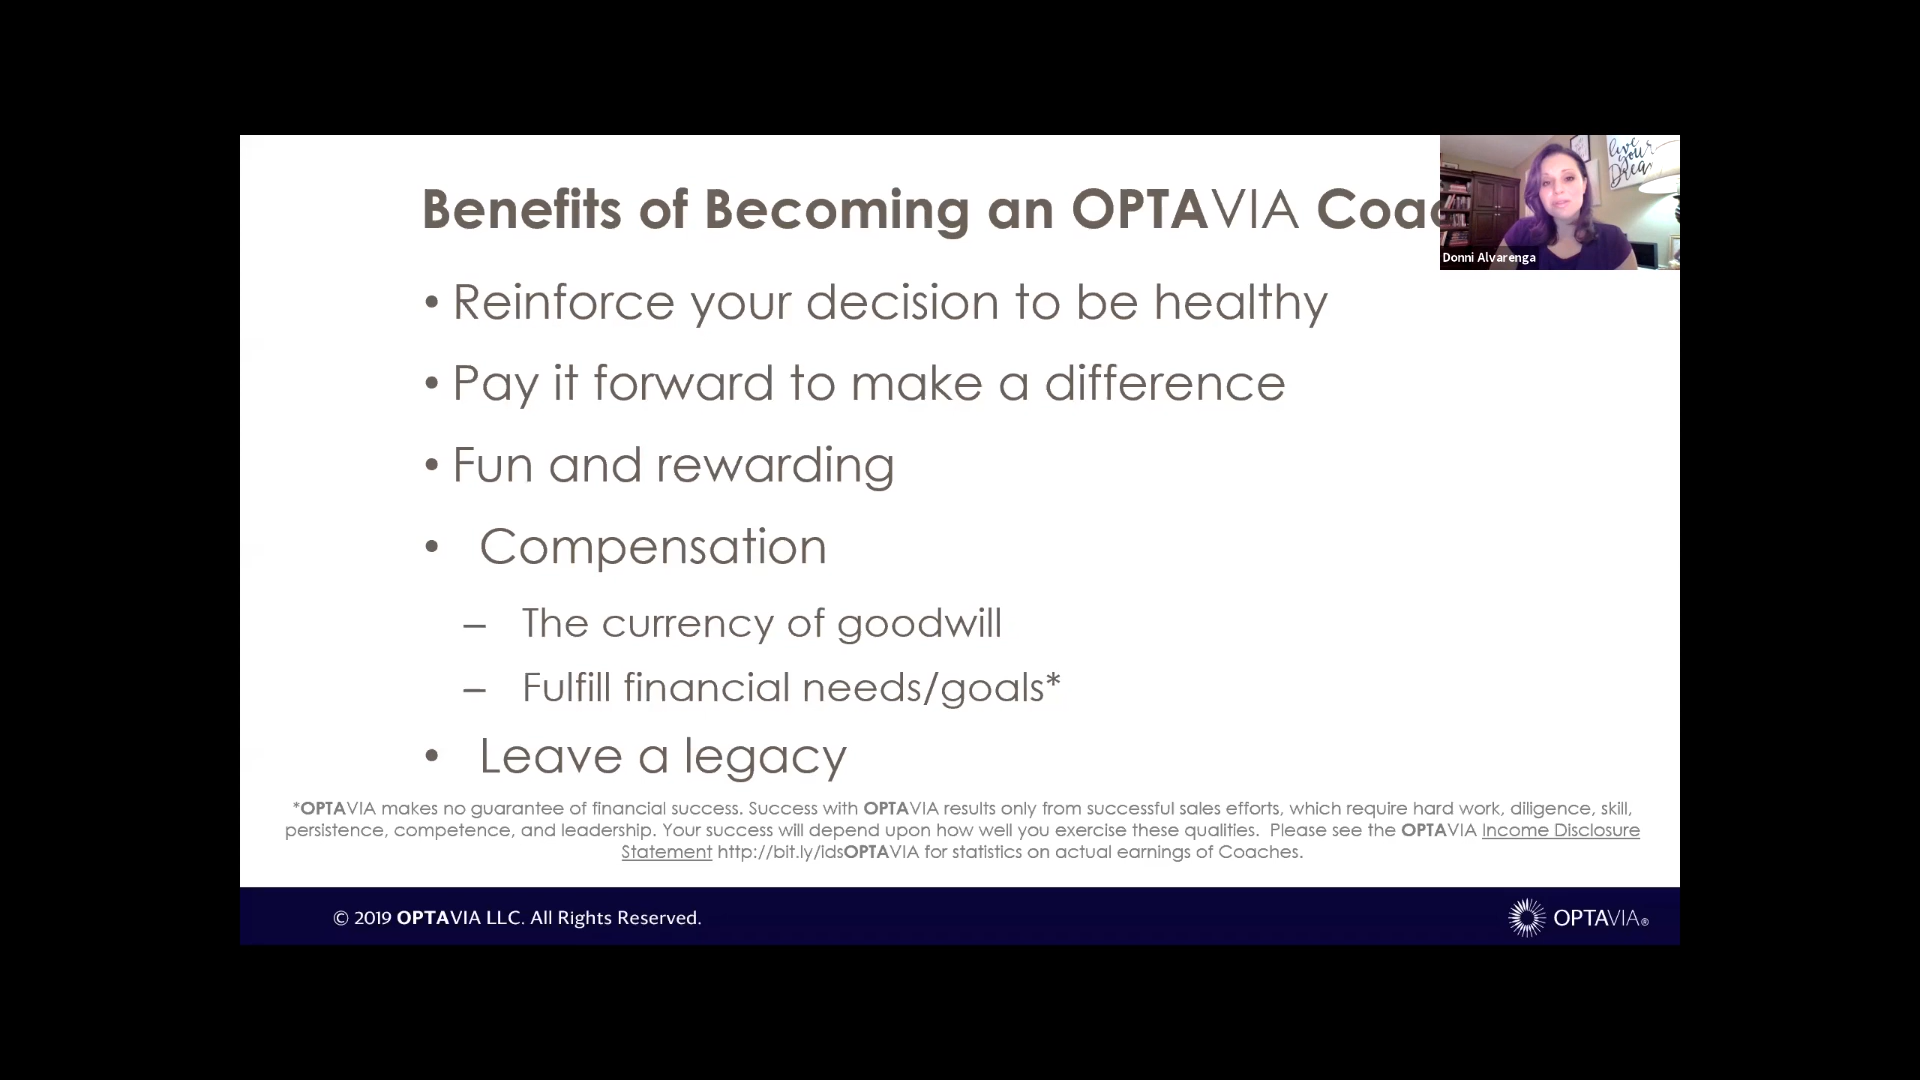 Benefits of Becoming an OPTAVIA
live
your
Donni Alvarenga
• Reinforce your decision to be healthy
• Pay it forward to make a difference
• Fun and rewarding
• Compensation
– The currency of goodwill
– Fulfill financial needs/goals*
• Leave a legacy
*OPTAVIA makes no guarantee of financial success. Success with OPTAVIA results only from successful sales efforts, which require hard work, diligence, skill,
persistence, competence, and leadership. Your success will depend upon how well you exercise these qualities. Please see the OPTAVIA Income Disclosure
Statement http://bit.ly/idsOPTAVIA for statistics on actual earnings of Coaches.
© 2019 OPTAVIA LLC. All Rights Reserved.
OPTAVIA®